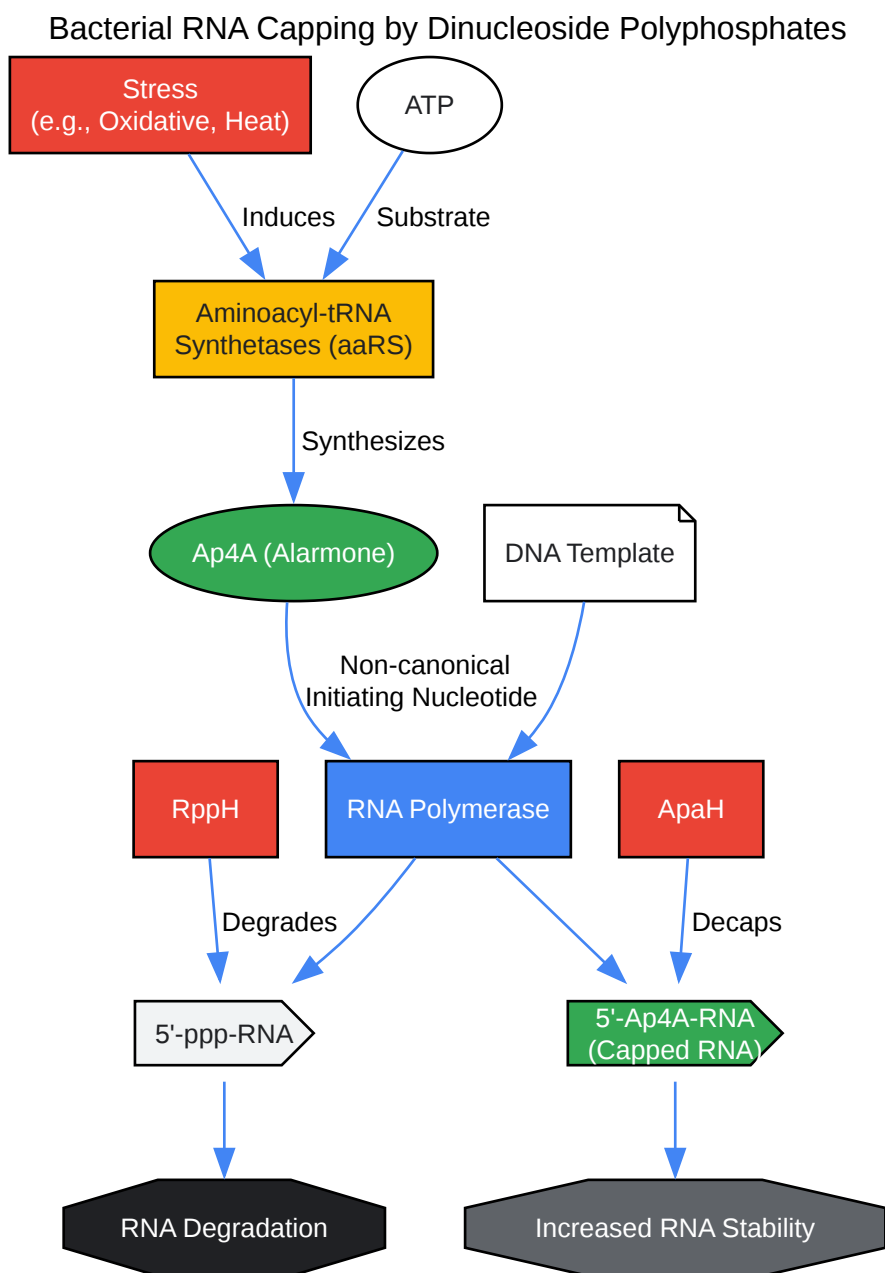 Bacterial RNA Capping by Dinucleoside Polyphosphates
Stress
(e.g., Oxidative, Heat)
ATP
Induces
Substrate
Aminoacyl-tRNA
Synthetases (aaRS)
Synthesizes
Ap4A (Alarmone)
DNA Template
Non-canonical
Initiating Nucleotide
RppH
RNA Polymerase
ApaH
Degrades
Decaps
5'-ppp-RNA
5'-Ap4A-RNA
(Capped RNA)
RNA Degradation
Increased RNA Stability